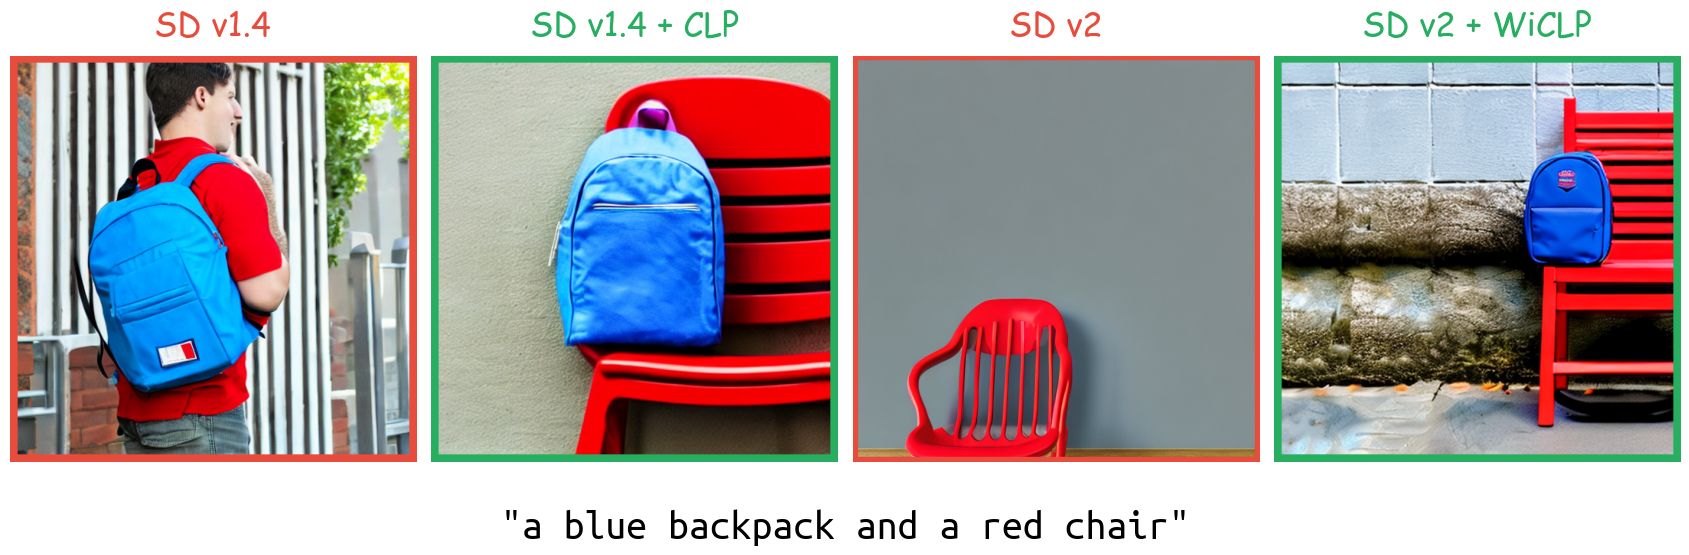 SD v1.4
SD v1.4 + CLP
SD v2
SD v2 + WiCLP
"a blue backpack and a red chair"